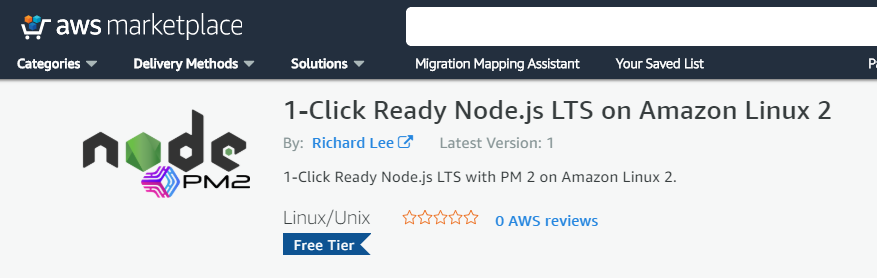 aws marketplace
Categories Delivery Methods Solutions Migration Mapping Assistant Your Saved List
1-Click Ready Node.js LTS on Amazon Linux 2
By: Richard Lee Latest Version: 1
node
PM2
1-Click Ready Node.js LTS with PM 2 on Amazon Linux 2.
Linux/Unix 0 AWS reviews
Free Tier